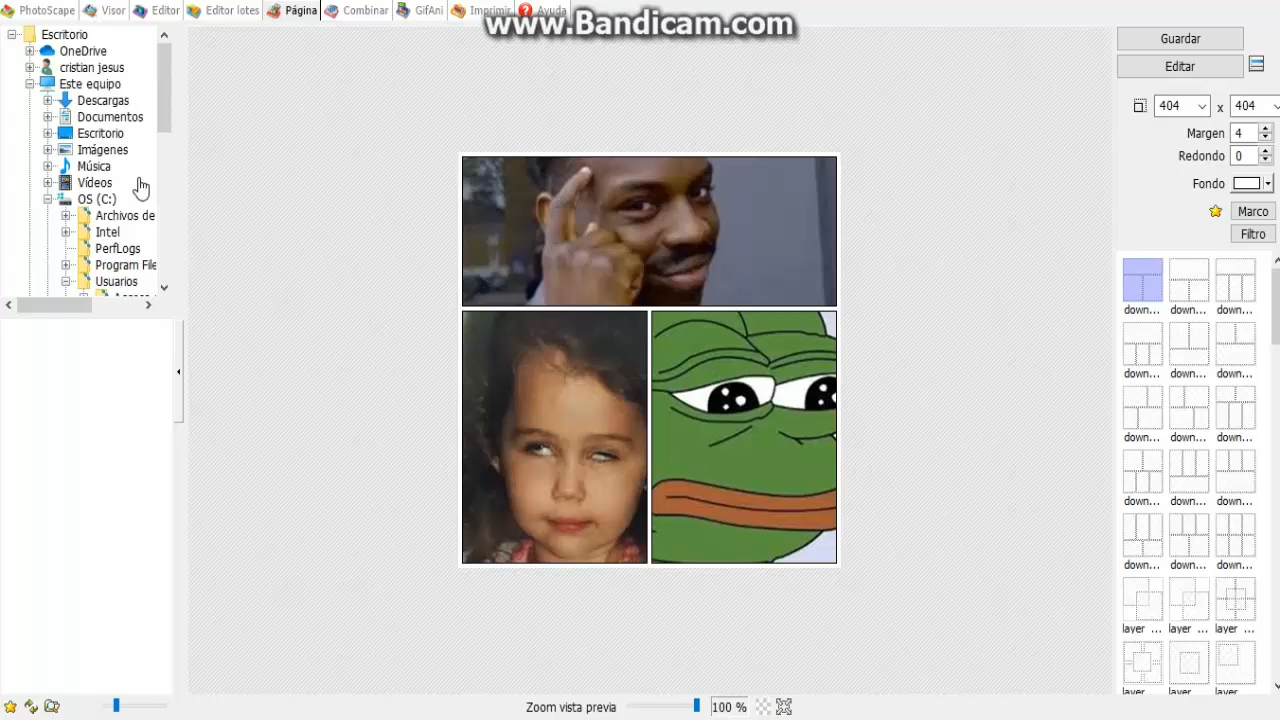 PhotoScape Visor Editor Editor lotes Página Combinar GifAni Imprimir Ayuda
www.Bandicam.com
Escritorio
OneDrive
cristian jesus
Este equipo
Descargas
Documentos
Escritorio
Imágenes
Música
Vídeos
OS (C:)
Archivos de
Intel
PerfLogs
Program File
Usuarios
Guardar
Editar
404 x 404
Margen 4
Redondo 0
Fondo
Marco
Filtro
down... down... down...
down... down... down...
down... down... down...
down... down... down...
down... down... down...
layer ... layer ... layer ...
Zoom vista previa 100 %